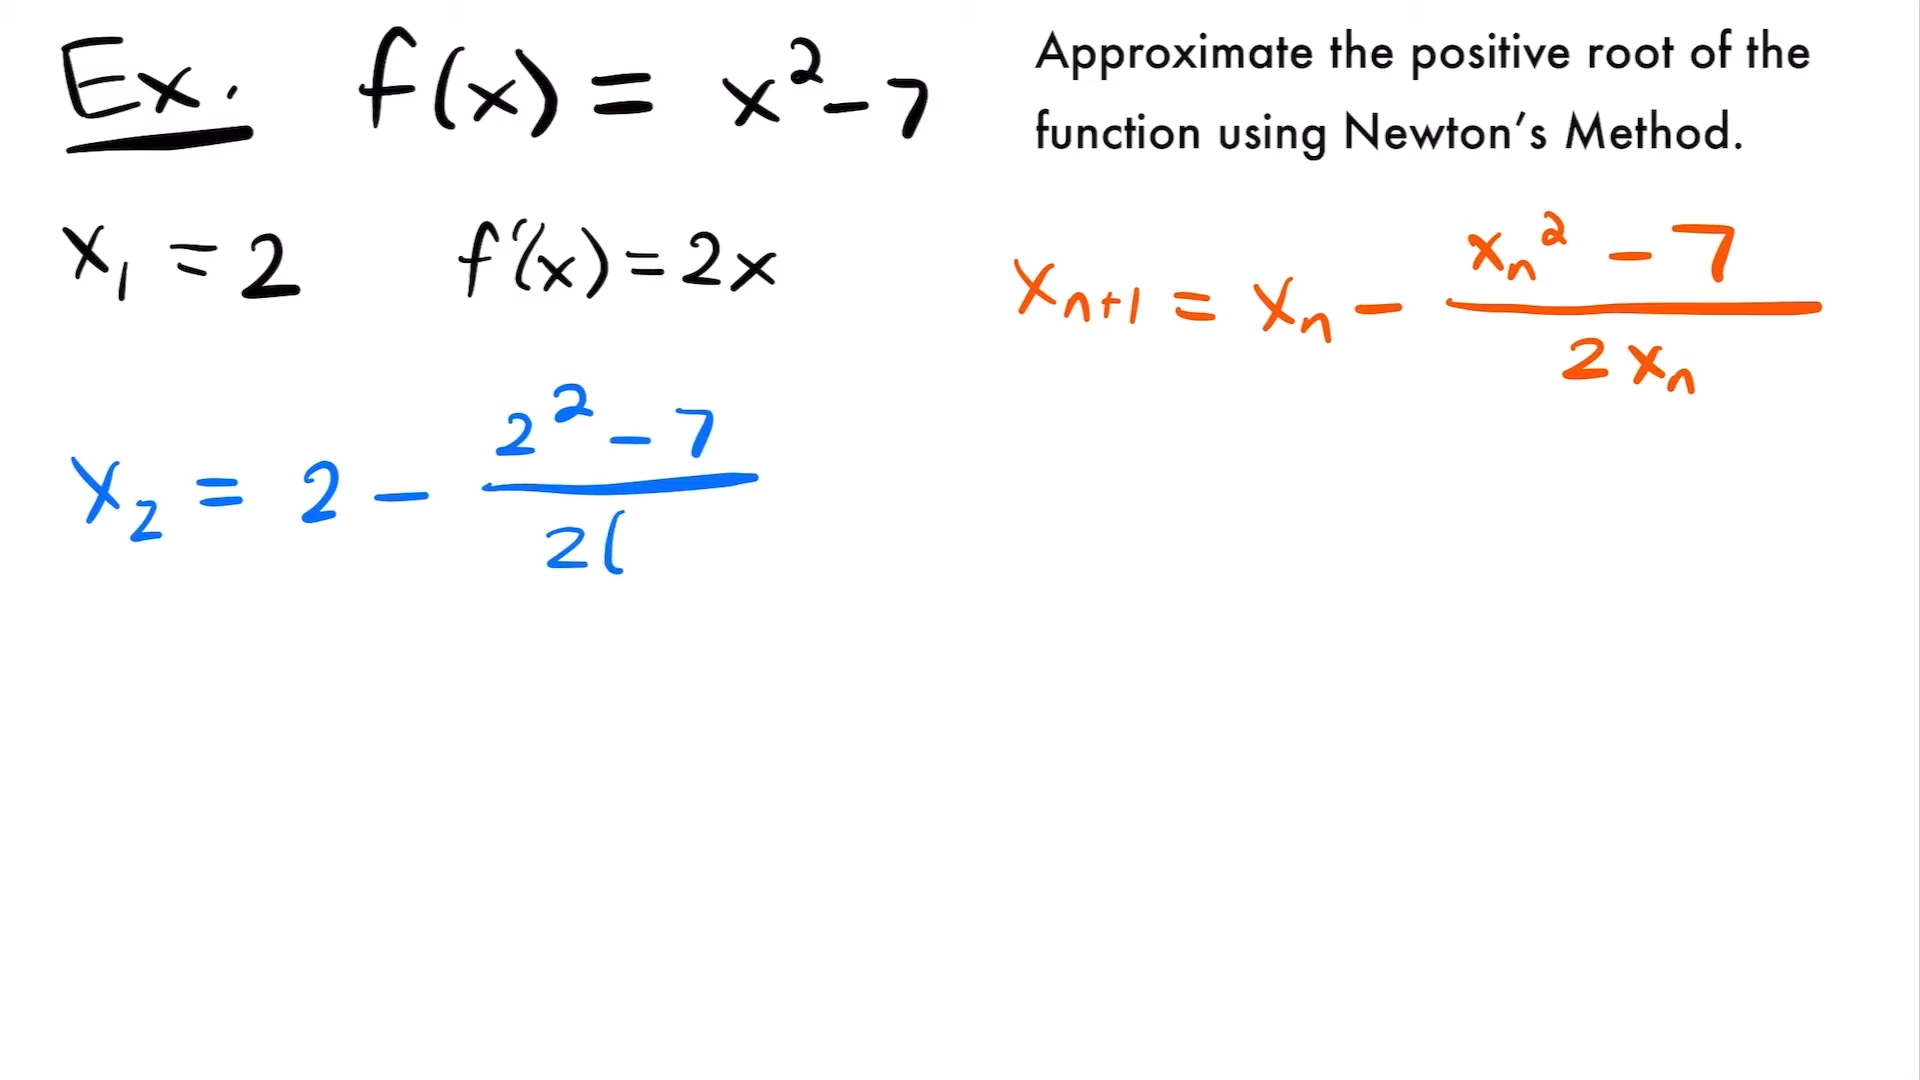 Ex. f(x) = x² - 7
Approximate the positive root of the
function using Newton's Method.
x₁ = 2 f'(x) = 2x
xₙ₊₁ = xₙ - (xₙ² - 7) / (2xₙ)
x₂ = 2 - (2² - 7) / 2(